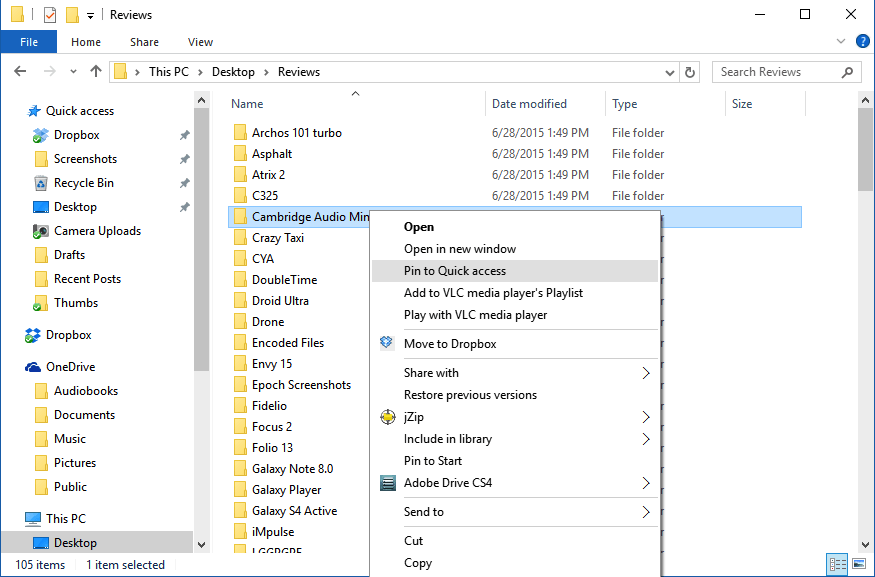 Reviews
File Home Share View
This PC Desktop Reviews Search Reviews
Name Date modified Type Size
Quick access
Dropbox
Screenshots
Recycle Bin
Desktop
Camera Uploads
Drafts
Recent Posts
Thumbs
Dropbox
OneDrive
Audiobooks
Documents
Music
Pictures
Public
This PC
Desktop
Archos 101 turbo 6/28/2015 1:49 PM File folder
Asphalt 6/28/2015 1:49 PM File folder
Atrix 2 6/28/2015 1:49 PM File folder
C325 6/28/2015 1:49 PM File folder
Cambridge Audio Min
Crazy Taxi
CYA
DoubleTime
Droid Ultra
Drone
Encoded Files
Envy 15
Epoch Screenshots
Fidelio
Focus 2
Folio 13
Galaxy Note 8.0
Galaxy Player
Galaxy S4 Active
iMpulse
Open
Open in new window
Pin to Quick access
Add to VLC media player's Playlist
Play with VLC media player
Move to Dropbox
Share with
Restore previous versions
jZip
Include in library
Pin to Start
Adobe Drive CS4
Send to
Cut
Copy
105 items 1 item selected